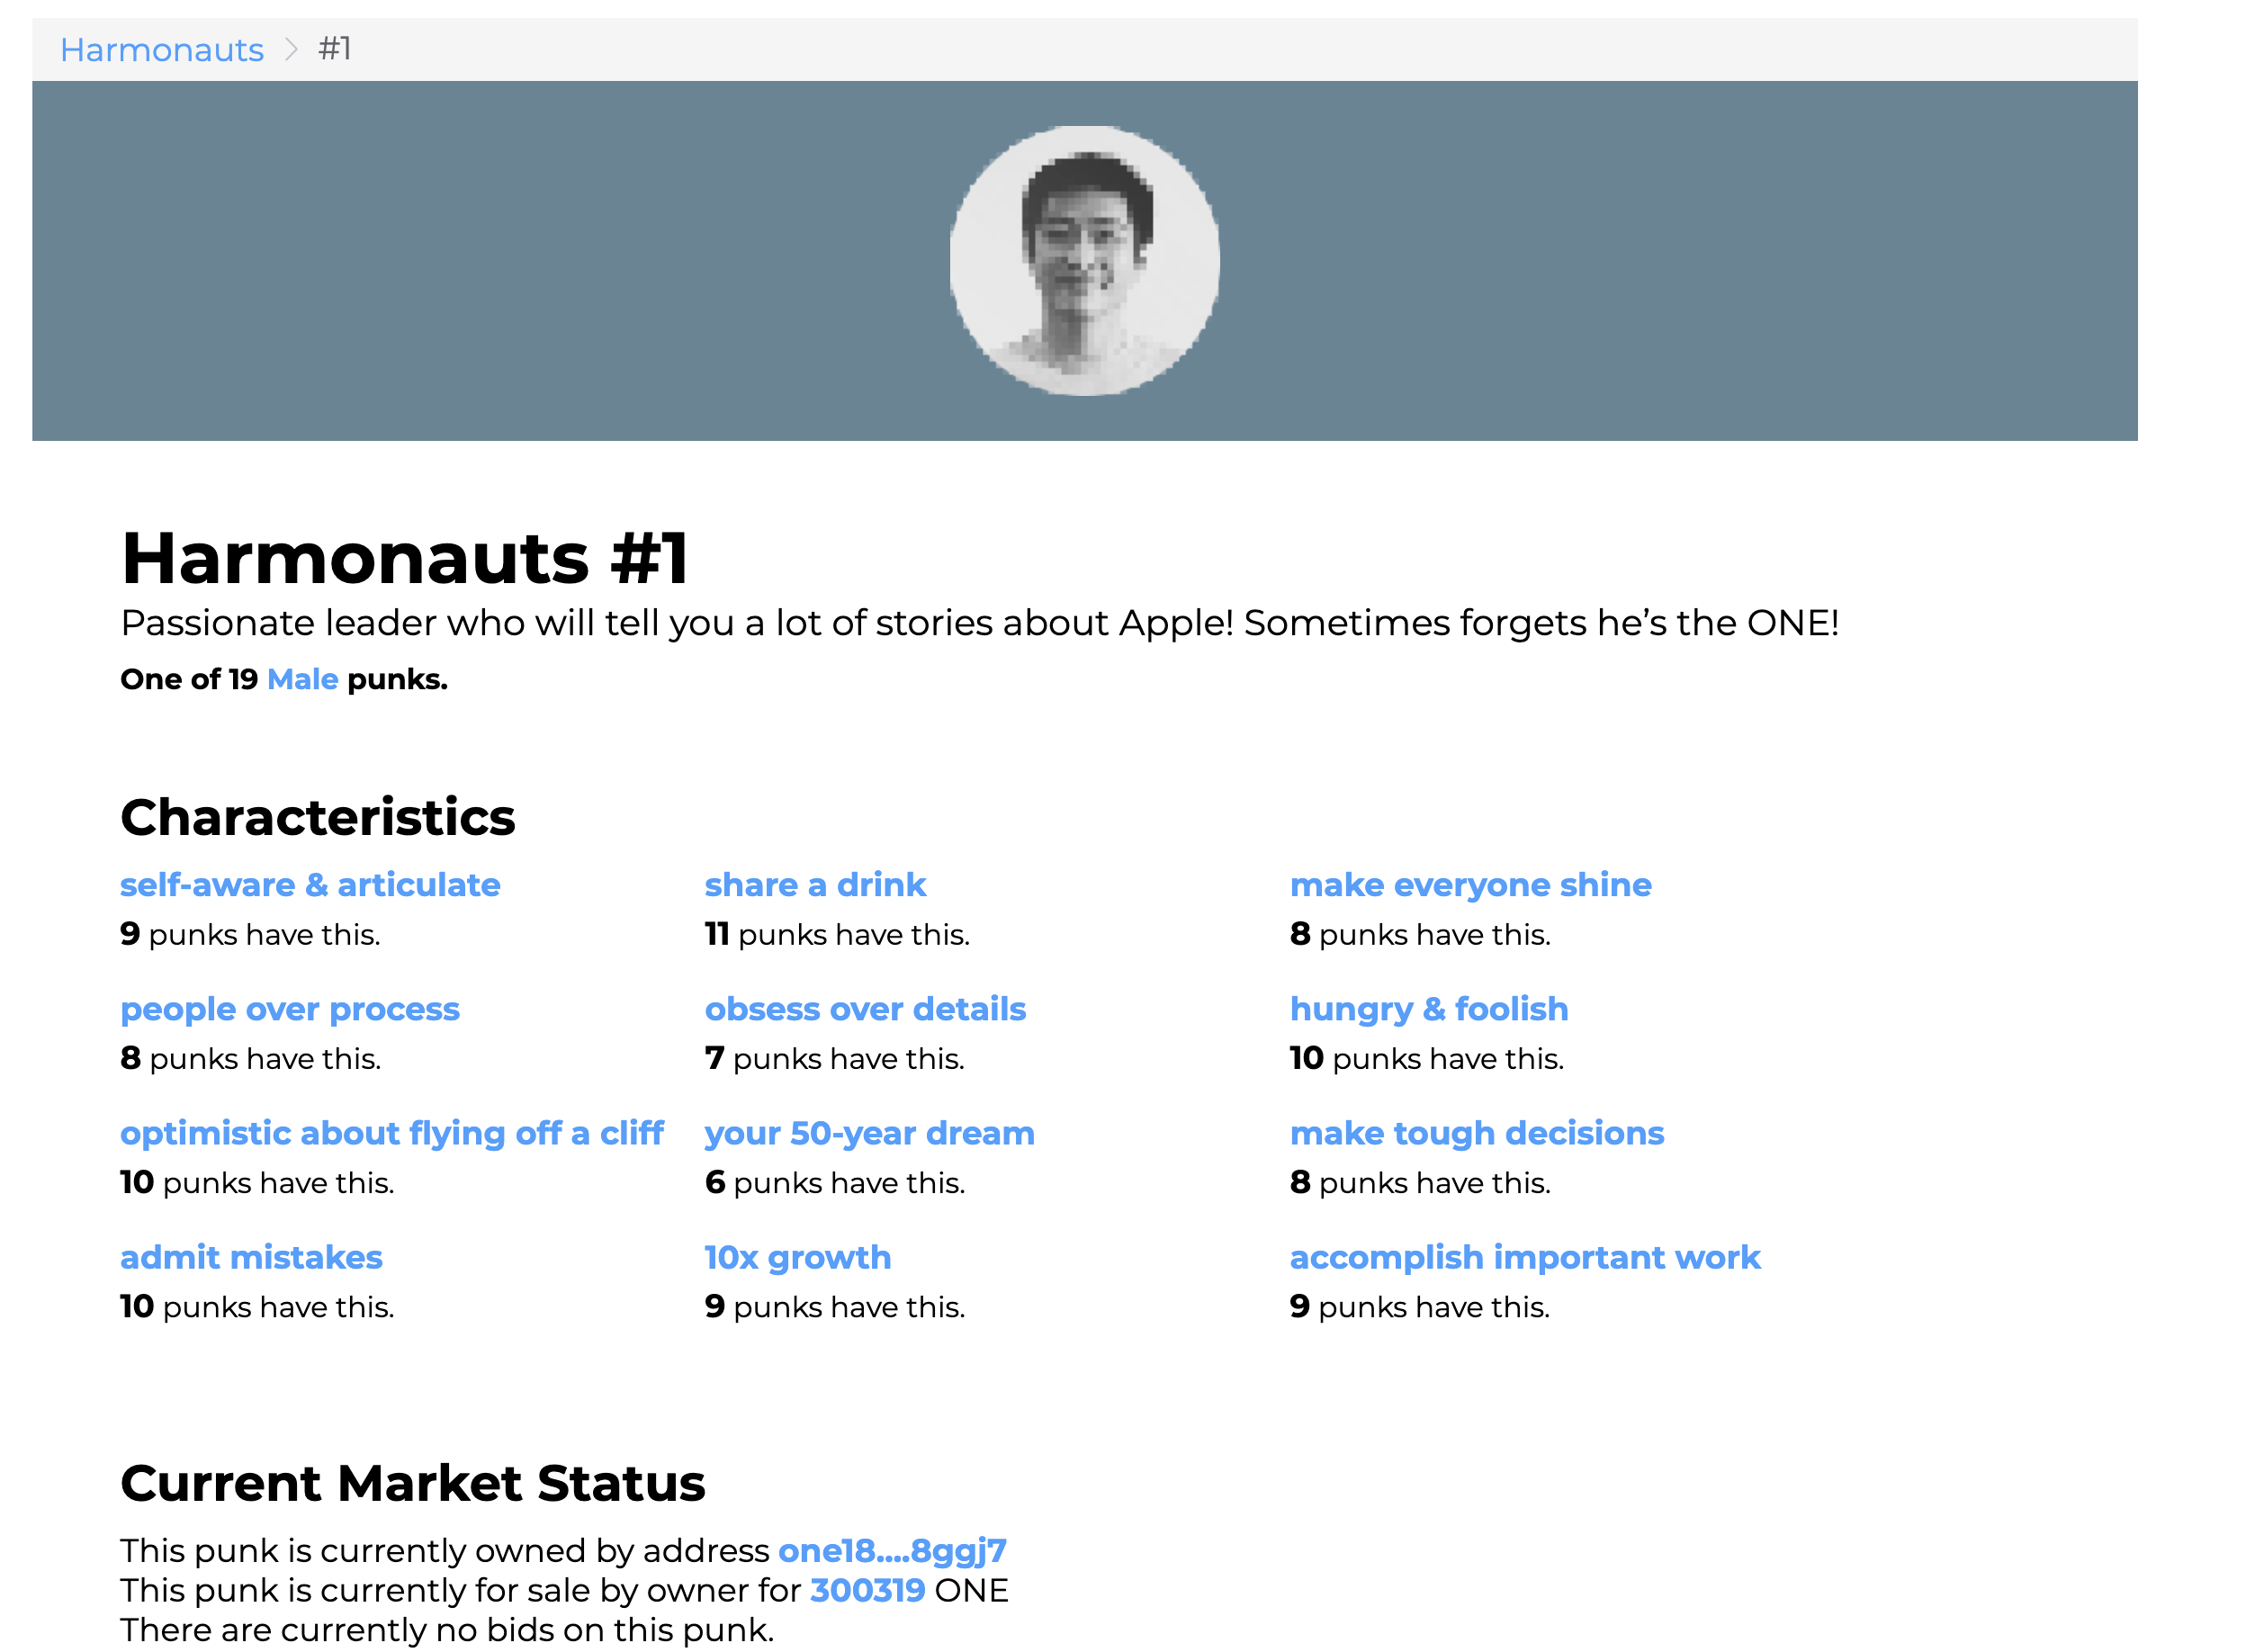 Harmonauts > #1
Harmonauts #1
Passionate leader who will tell you a lot of stories about Apple! Sometimes forgets he’s the ONE!
One of 19 Male punks.
Characteristics
self-aware & articulate
9 punks have this.
share a drink
11 punks have this.
make everyone shine
8 punks have this.
people over process
8 punks have this.
obsess over details
7 punks have this.
hungry & foolish
10 punks have this.
optimistic about flying off a cliff
10 punks have this.
your 50-year dream
6 punks have this.
make tough decisions
8 punks have this.
admit mistakes
10 punks have this.
10x growth
9 punks have this.
accomplish important work
9 punks have this.
Current Market Status
This punk is currently owned by address one18....8ggj7
This punk is currently for sale by owner for 300319 ONE
There are currently no bids on this punk.